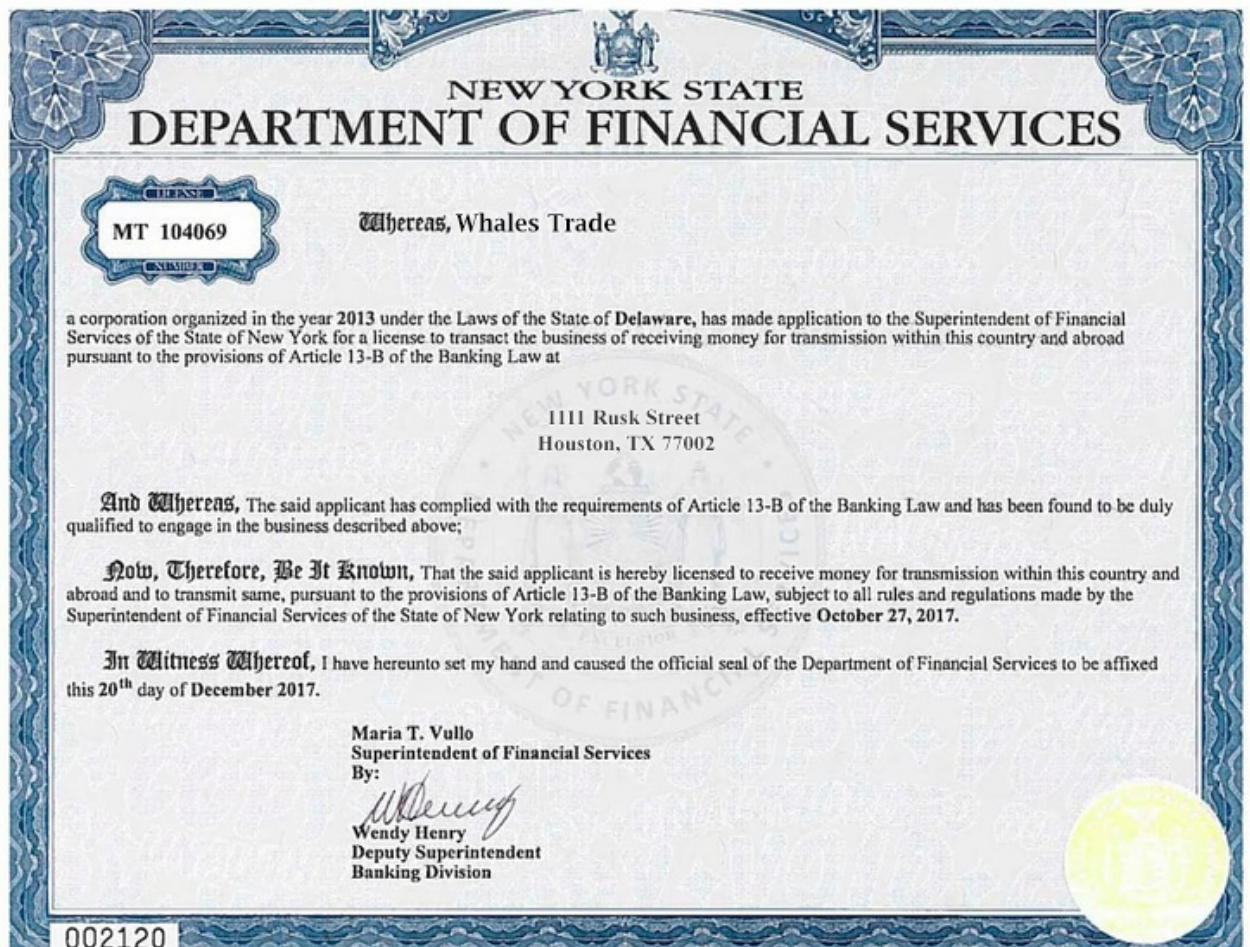 NEW YORK STATE
DEPARTMENT OF FINANCIAL SERVICES
LICENSE
MT 104069
NUMBER
Whereas, Whales Trade
a corporation organized in the year 2013 under the Laws of the State of Delaware, has made application to the Superintendent of Financial
Services of the State of New York for a license to transact the business of receiving money for transmission within this country and abroad
pursuant to the provisions of Article 13-B of the Banking Law at
1111 Rusk Street
Houston, TX 77002
And Whereas, The said applicant has complied with the requirements of Article 13-B of the Banking Law and has been found to be duly
qualified to engage in the business described above;
Now, Therefore, Be It Known, That the said applicant is hereby licensed to receive money for transmission within this country and
abroad and to transmit same, pursuant to the provisions of Article 13-B of the Banking Law, subject to all rules and regulations made by the
Superintendent of Financial Services of the State of New York relating to such business, effective October 27, 2017.
In Witness Whereof, I have hereunto set my hand and caused the official seal of the Department of Financial Services to be affixed
this 20th day of December 2017.
Maria T. Vullo
Superintendent of Financial Services
By:
Wendy Henry
Deputy Superintendent
Banking Division
NEW YORK STATE
EXCELSIOR
DEPARTMENT OF FINANCIAL SERVICES
002120